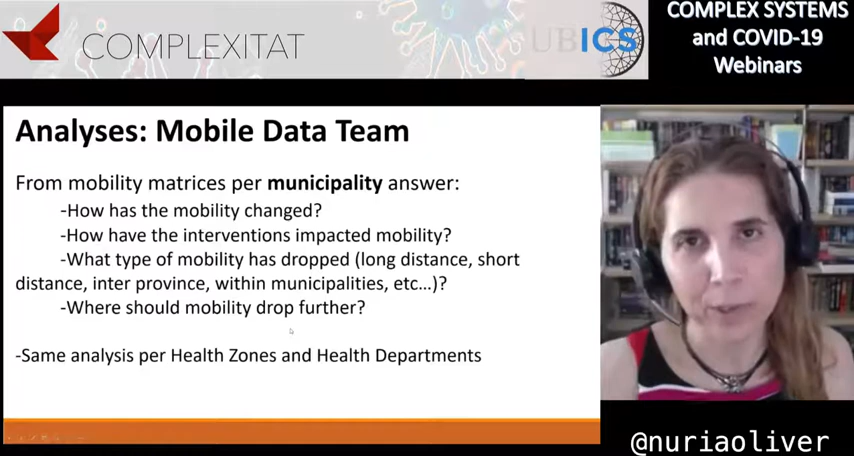 COMPLEXITAT
UBICS
COMPLEX SYSTEMS
and COVID-19
Webinars
Analyses: Mobile Data Team
From mobility matrices per municipality answer:
-How has the mobility changed?
-How have the interventions impacted mobility?
-What type of mobility has dropped (long distance, short
distance, inter province, within municipalities, etc…)?
-Where should mobility drop further?
-Same analysis per Health Zones and Health Departments
@nuriaoliver